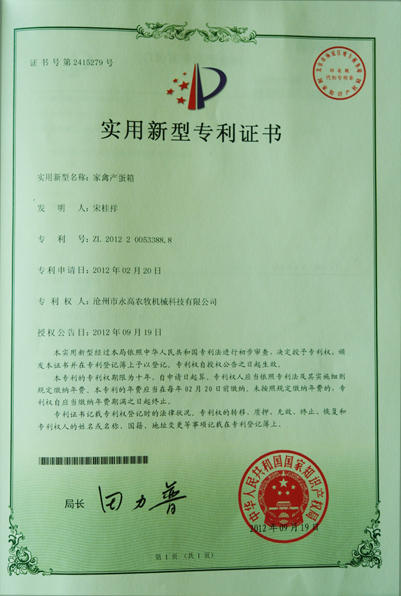 证书号第2415279号
实用新型专利证书
实用新型名称：家禽产蛋箱
发 明 人：宋桂祥
专 利 号：ZL 2012 2 0053388.8
专利申请日：2012年02月20日
专 利 权 人：沧州市永高农牧机械科技有限公司
授权公告日：2012年09月19日
本实用新型经过本局依照中华人民共和国专利法进行初步审查，决定授予专利权，颁
发本证书并在专利登记簿上予以登记。专利权自授权公告之日起生效。
本专利的专利权期限为十年，自申请日起算。专利权人应当依照专利法及其实施细则
规定缴纳年费。本专利的年费应当在每年02月20日前缴纳。未按照规定缴纳年费的，专
利权自应当缴纳年费期满之日起终止。
专利证书记载专利权登记时的法律状况。专利权的转移、质押、无效、终止、恢复和
专利权人的姓名或名称、国籍、地址变更等事项记载在专利登记簿上。
局长
田力普
中华人民共和国国家知识产权局
2012年09月19日
第1页（共1页）